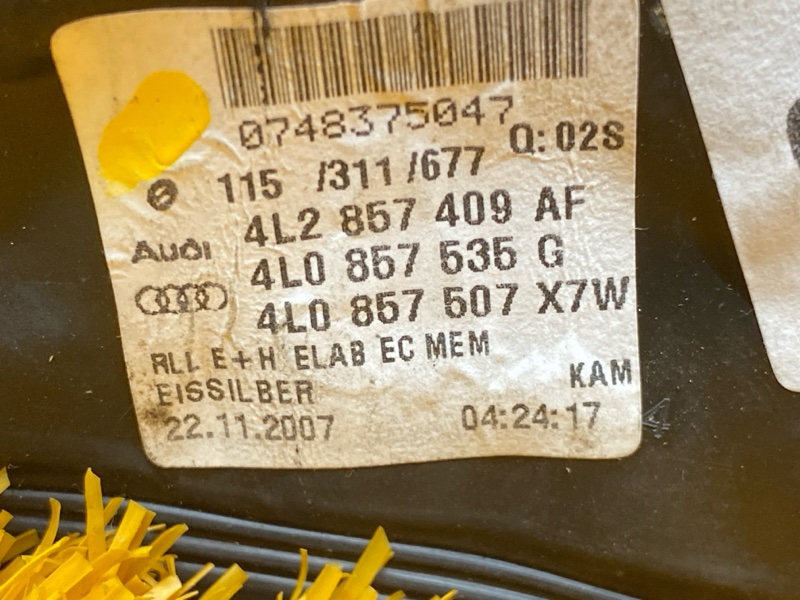 0748375047
Q:02S
115 /311 /677
4L2 857 409 AF
Audi
4L0 857 535 G
4L0 857 507 X7W
RLL E+H ELAB EC MEM
KAM
EISSILBER
22.11.2007 04:24:17